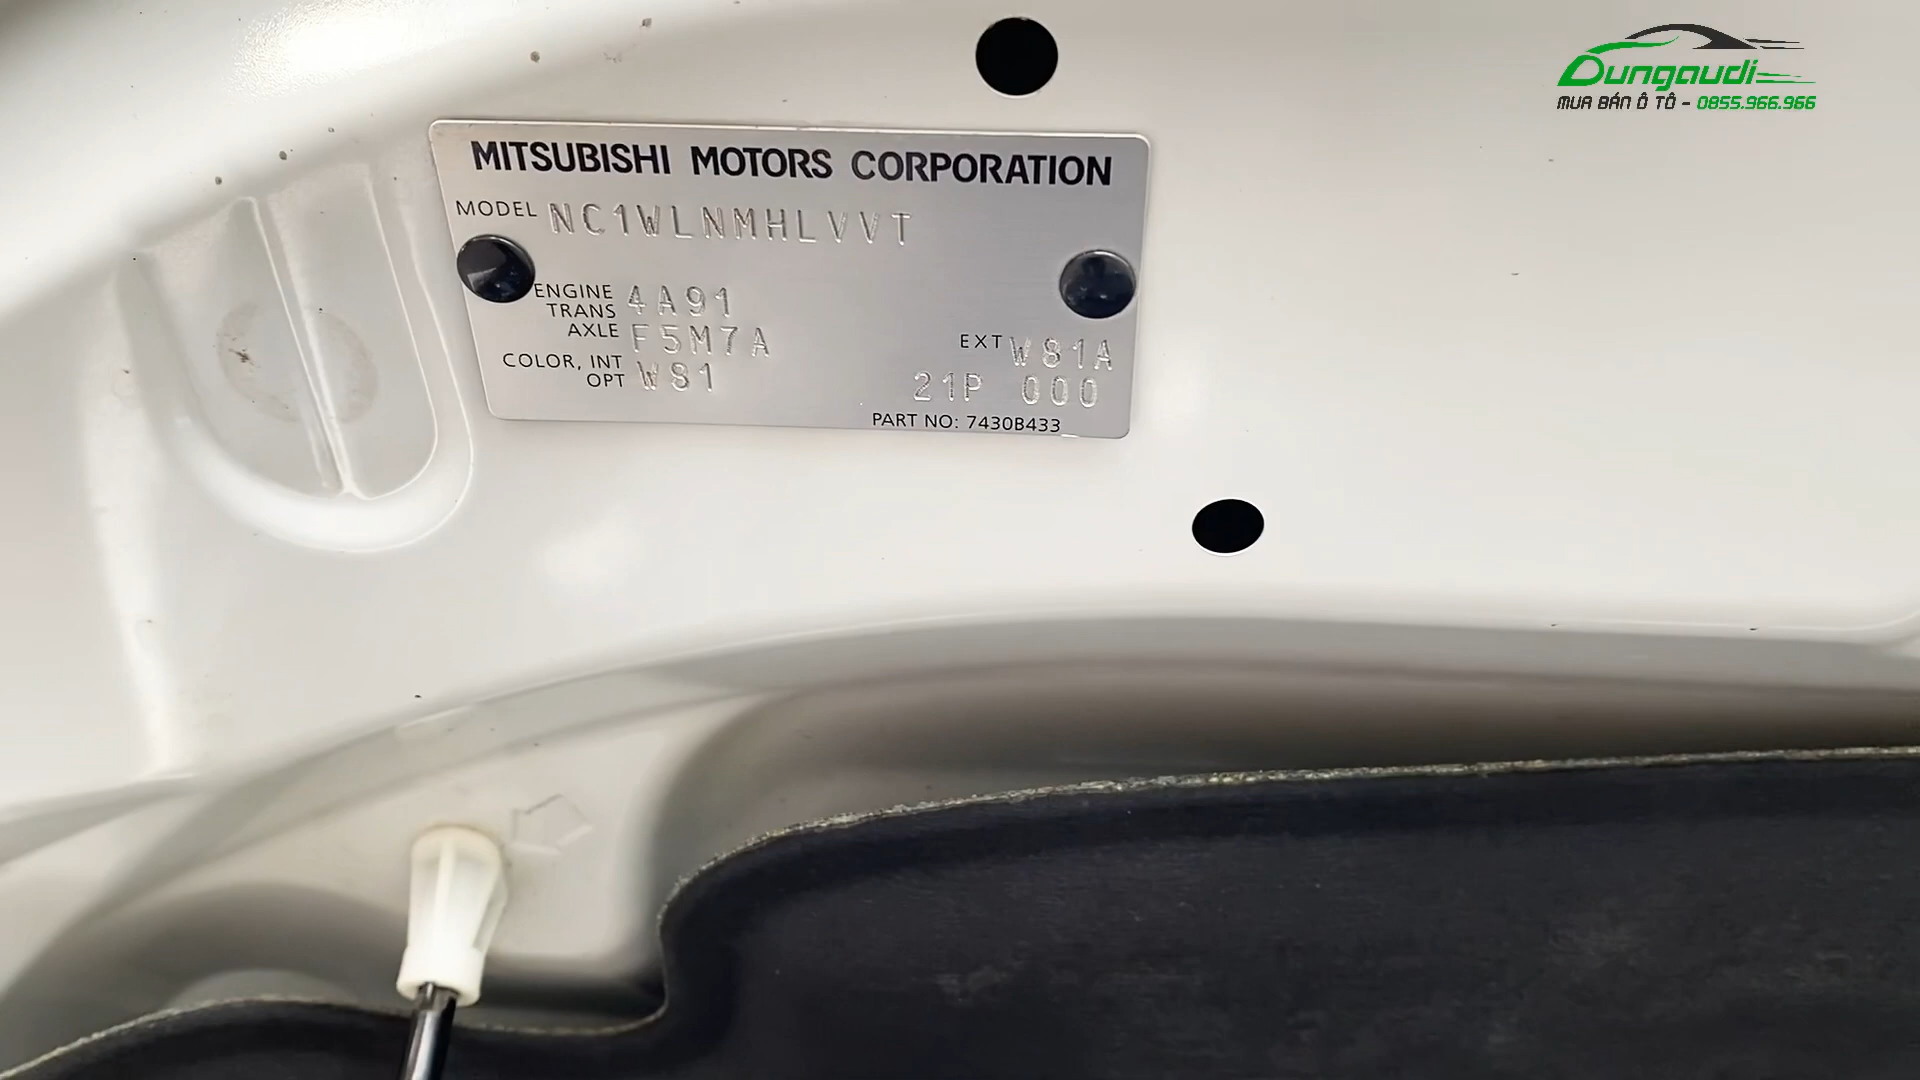 Dungaudi
MUA BÁN Ô TÔ - 0855.966.966
MITSUBISHI MOTORS CORPORATION
MODEL NC1WLNMHLVVT
ENGINE 4A91
TRANS
AXLE F5M7A
EXT W81A
COLOR, INT W81
OPT 21P 000
PART NO: 7430B433